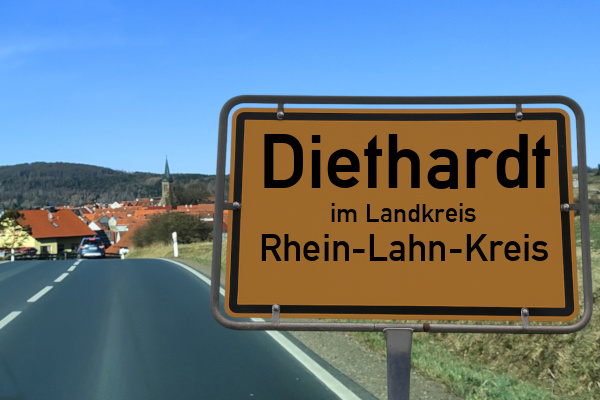 Diethardt
im Landkreis
Rhein-Lahn-Kreis